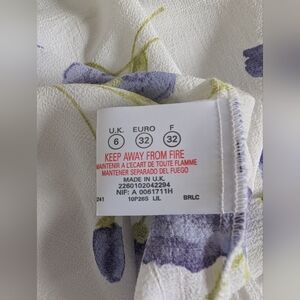 U.K. EURO F
6 32 32
KEEP AWAY FROM FIRE
MAINTENIR A L'ECART DE TOUTE FLAMME
MANTENER SEPARADO DEL FUEGO
MADE IN U.K.
2260102042294
NIF: A 0061711H
241 10P26S LIL BRLC